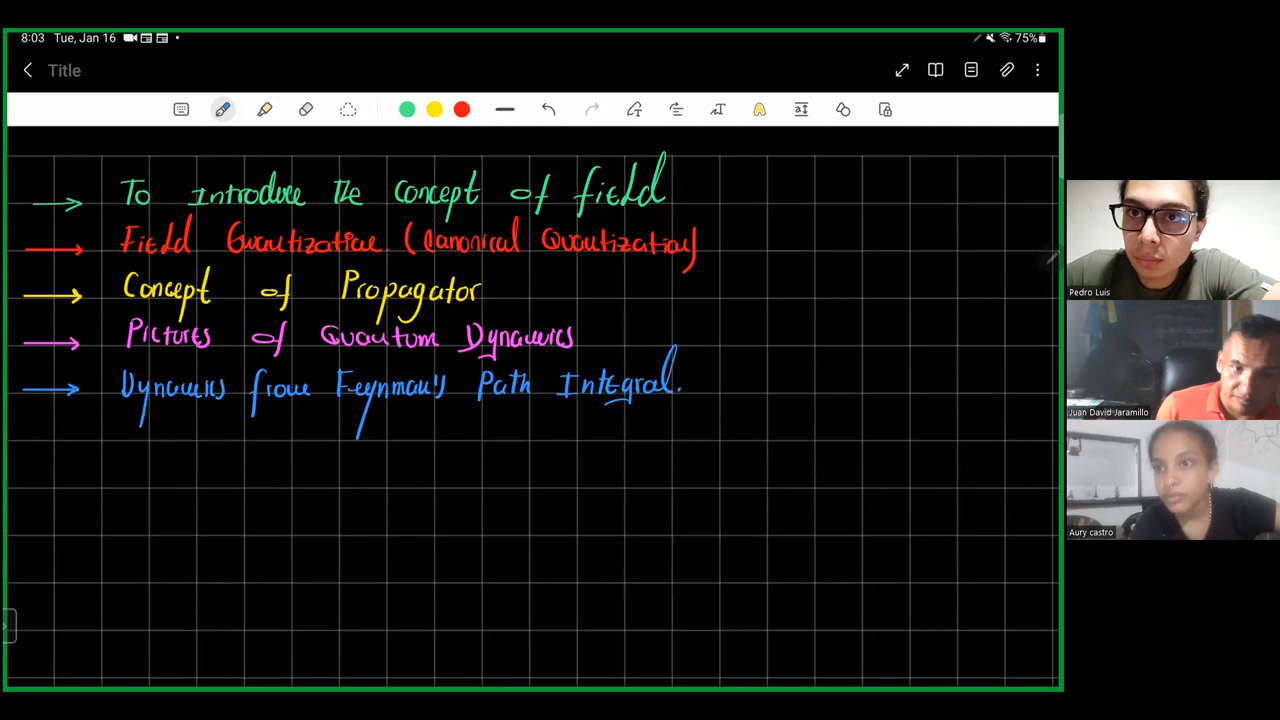 8:03 Tue, Jan 16
75%
Title
→ To Introduce the Concept of field
→ Field Quantization (Canonical Quantization)
→ Concept of Propagator
→ Pictures of Quantum Dynamics
→ Dynamics from Feynman's Path Integral.
Pedro Luis
Juan David Jaramillo
Aury castro